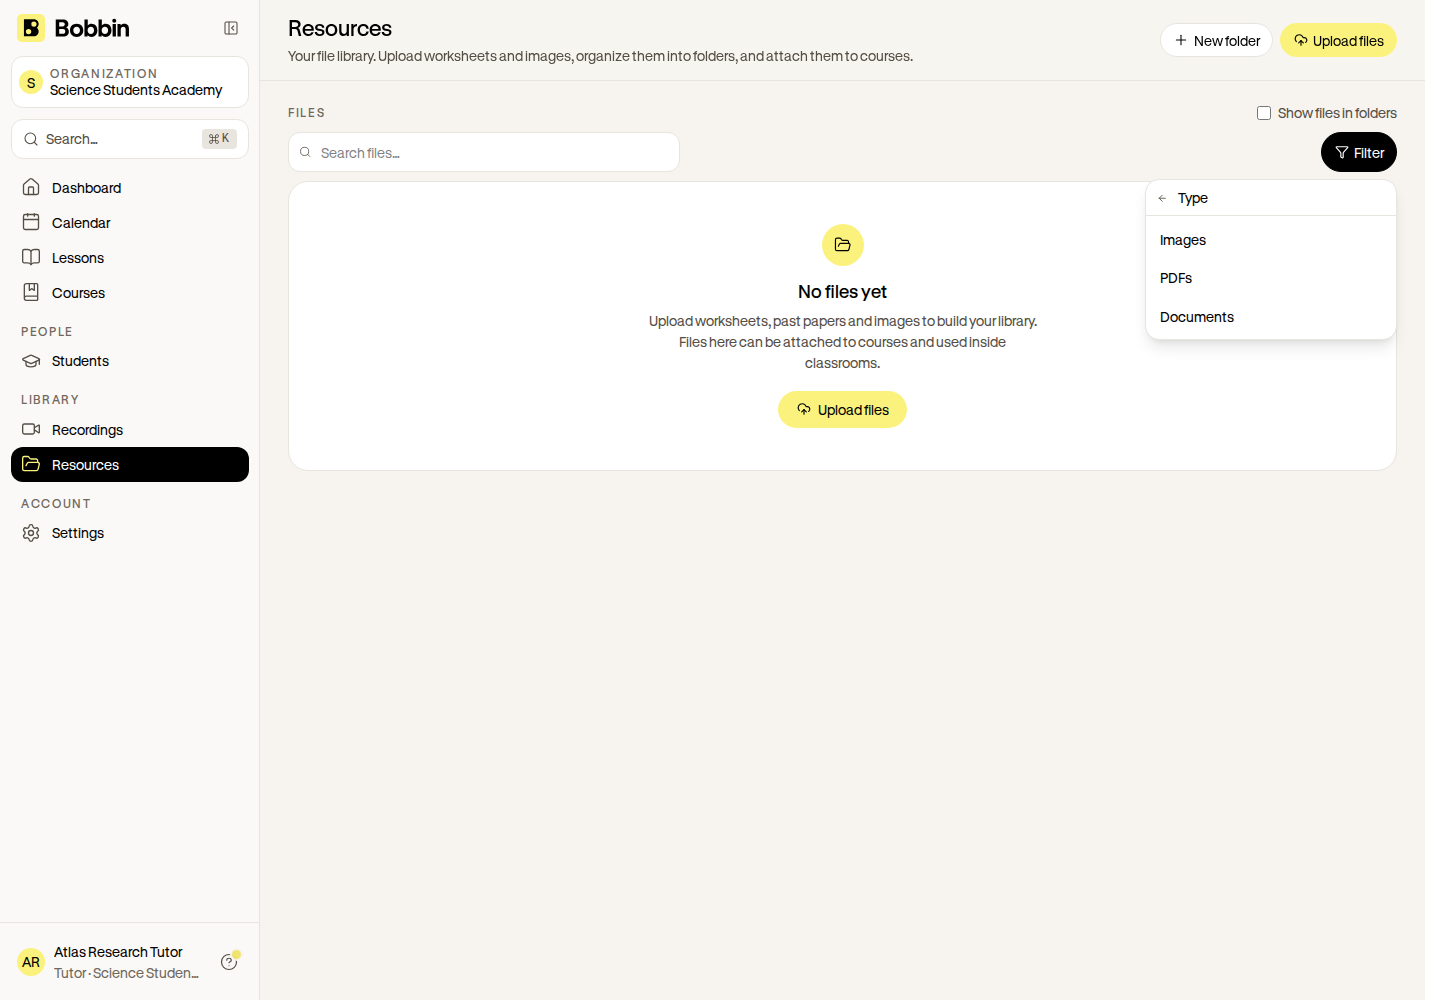 Bobbin
ORGANIZATION
S
Science Students Academy
Search...
⌘ K
Dashboard
Calendar
Lessons
Courses
PEOPLE
Students
LIBRARY
Recordings
Resources
ACCOUNT
Settings
AR
Atlas Research Tutor
Tutor · Science Studen...
Resources
Your file library. Upload worksheets and images, organize them into folders, and attach them to courses.
New folder
Upload files
FILES
Show files in folders
Search files...
Filter
Type
Images
PDFs
Documents
No files yet
Upload worksheets, past papers and images to build your library.
Files here can be attached to courses and used inside
classrooms.
Upload files